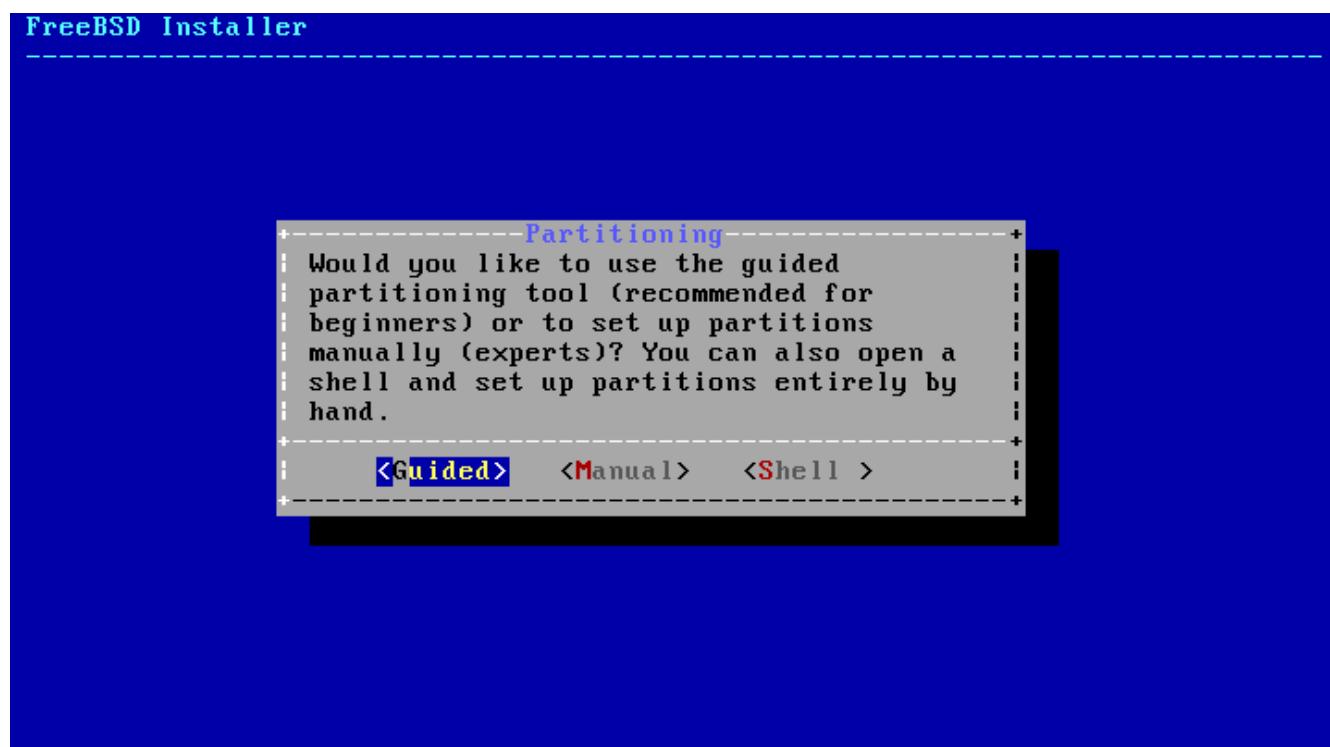 FreeBSD Installer
Partitioning
Would you like to use the guided
partitioning tool (recommended for
beginners) or to set up partitions
manually (experts)? You can also open a
shell and set up partitions entirely by
hand.
<Guided> <Manual> <Shell >